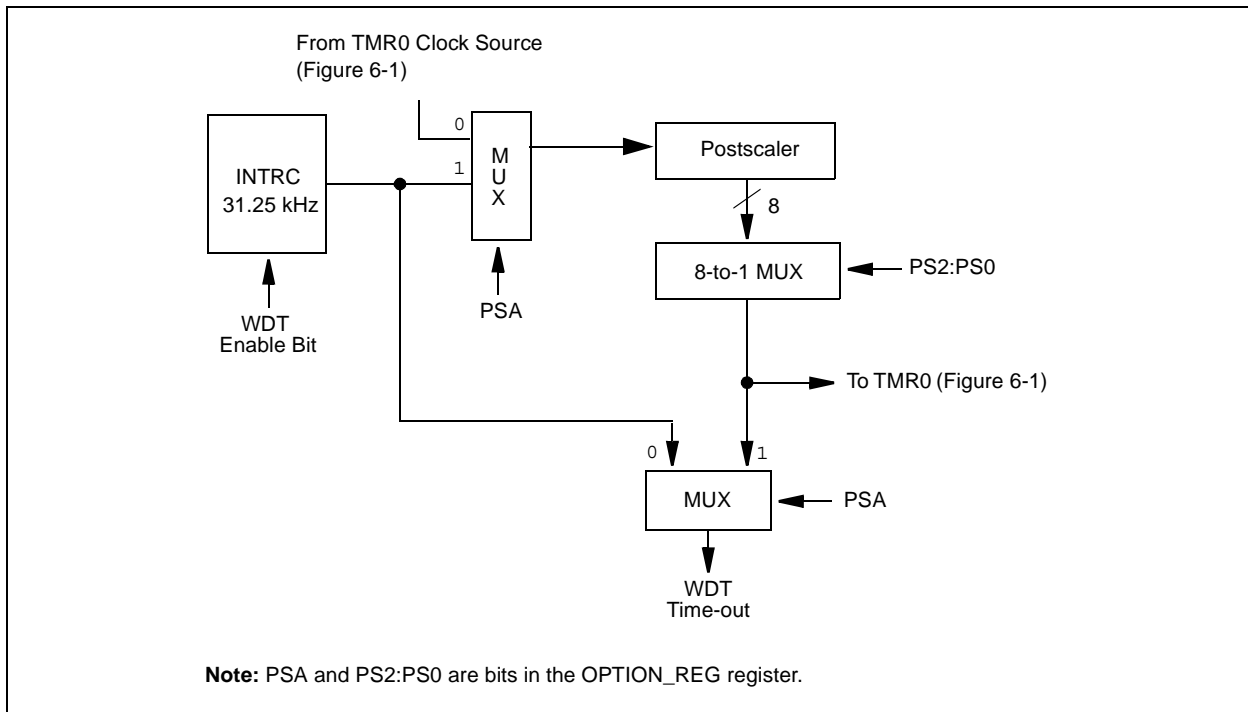 From TMR0 Clock Source
(Figure 6-1)
0
1
M
U
X
Postscaler
INTRC
31.25 kHz
8
8-to-1 MUX
PS2:PS0
PSA
WDT
Enable Bit
To TMR0 (Figure 6-1)
0
1
MUX
PSA
WDT
Time-out
Note: PSA and PS2:PS0 are bits in the OPTION_REG register.